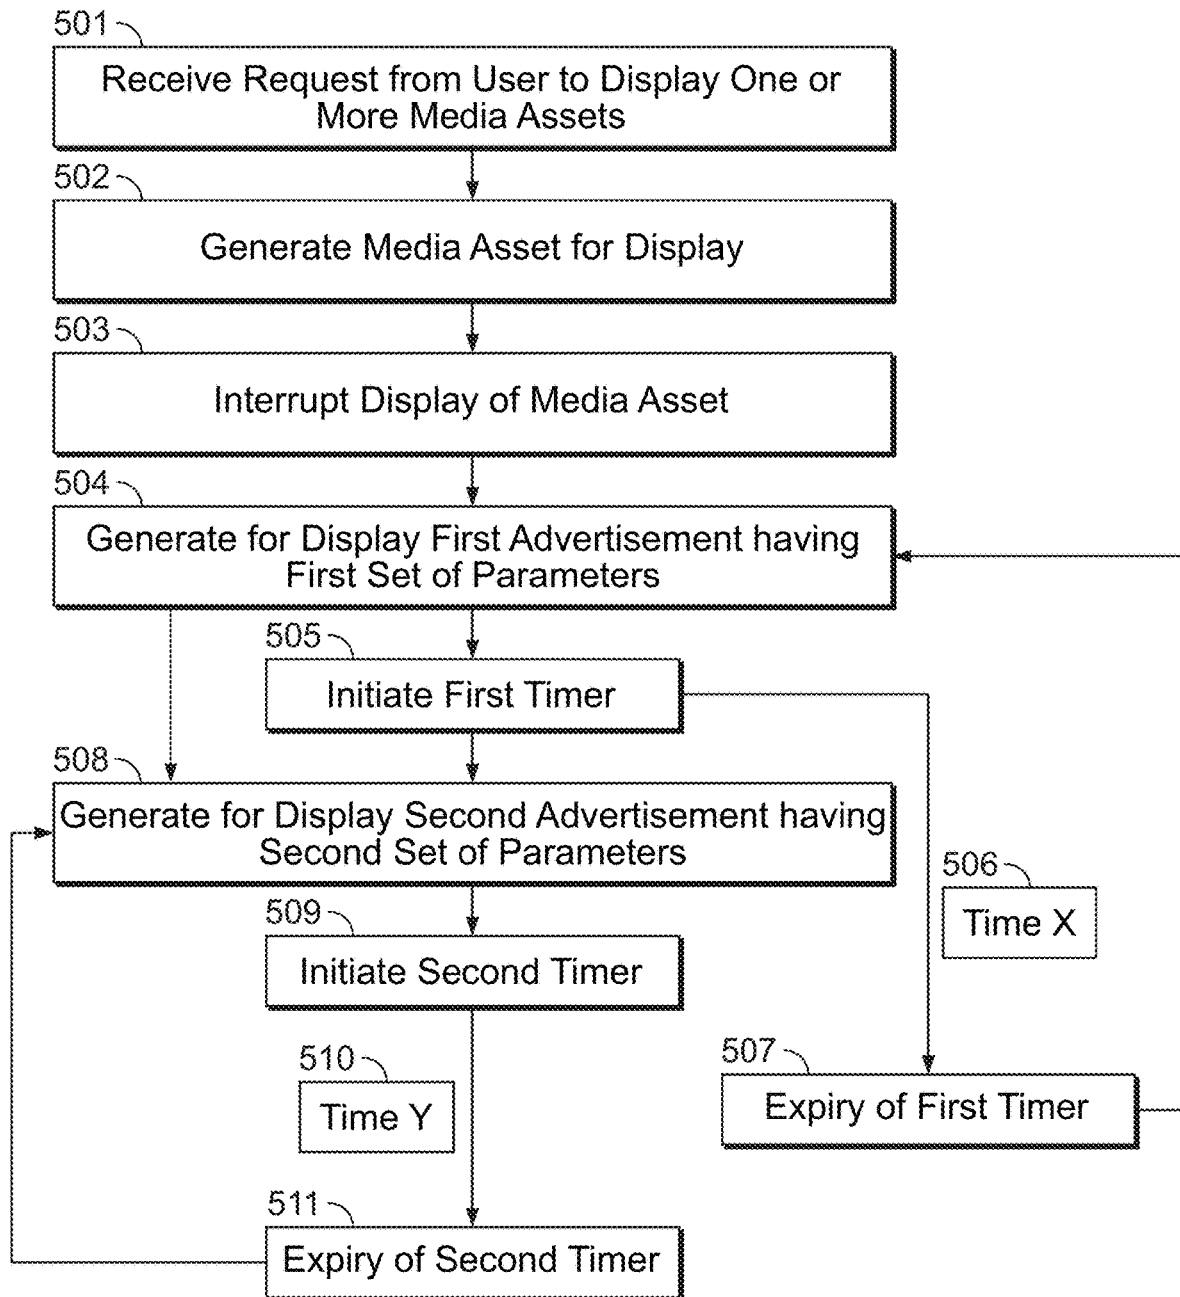 501
Receive Request from User to Display One or
More Media Assets
502
Generate Media Asset for Display
503
Interrupt Display of Media Asset
504
Generate for Display First Advertisement having
First Set of Parameters
505
Initiate First Timer
508
Generate for Display Second Advertisement having
Second Set of Parameters
506
Time X
509
Initiate Second Timer
507
Expiry of First Timer
510
Time Y
511
Expiry of Second Timer